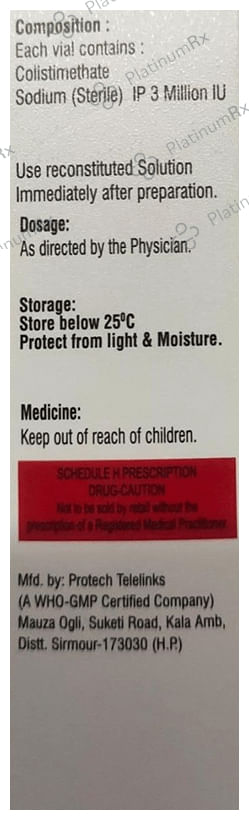 Composition :
Each vial contains :
Colistimethate
Sodium (Sterile) IP 3 Million IU
Use reconstituted Solution
Immediately after preparation.
Dosage:
As directed by the Physician.
Storage:
Store below 25°C
Protect from light & Moisture.
Medicine:
Keep out of reach of children.
SCHEDULE H PRESCRIPTION
DRUG-CAUTION
Not to be sold by retail without the
prescription of a Registered Medical Practitioner.
Mfd. by: Protech Telelinks
(A WHO-GMP Certified Company)
Mauza Ogli, Suketi Road, Kala Amb,
Distt. Sirmour-173030 (H.P.)
PlatinumRx
PlatinumRx